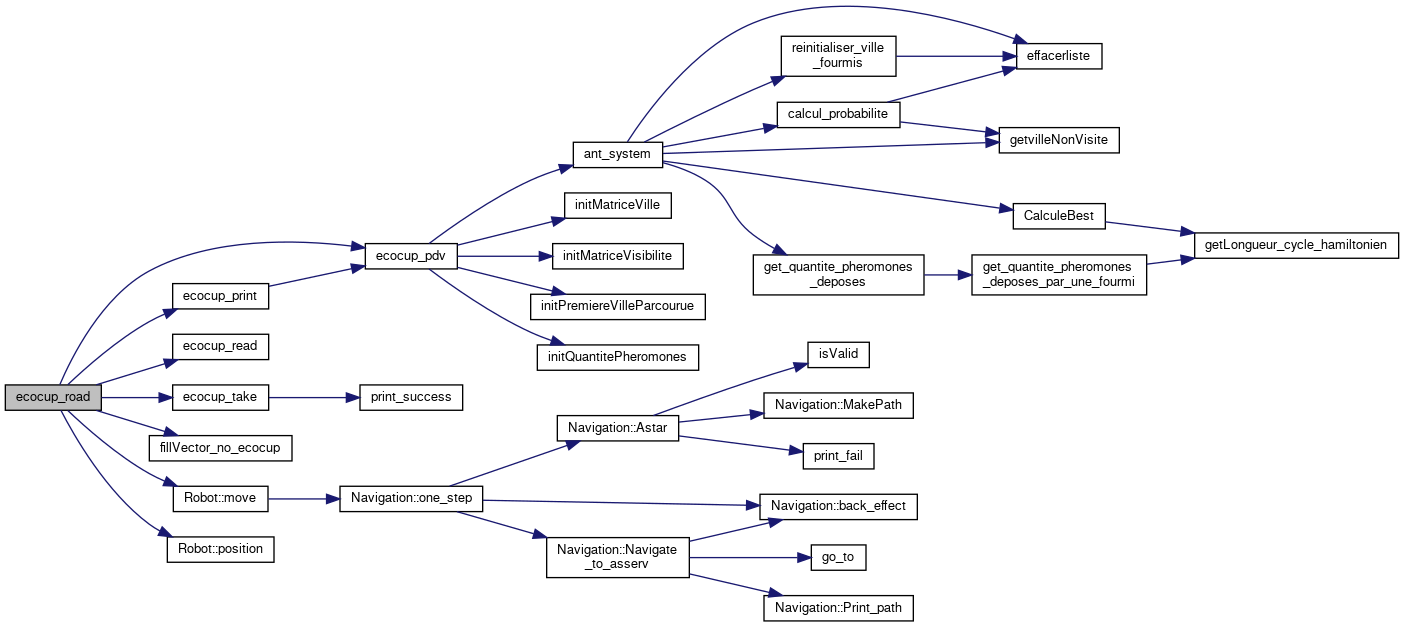 ecocup_road
ecocup_pdv
ecocup_print
ecocup_read
ecocup_take
print_success
fillVector_no_ecocup
Robot::move
Robot::position
ant_system
initMatriceVille
initMatriceVisibilite
initPremiereVilleParcourue
initQuantitePheromones
reinitialiser_ville
_fourmis
effacerliste
calcul_probabilite
getvilleNonVisite
CalculeBest
getLongueur_cycle_hamiltonien
get_quantite_pheromones
_deposes
get_quantite_pheromones
_deposes_par_une_fourmi
Navigation::one_step
Navigation::Astar
isValid
Navigation::MakePath
print_fail
Navigation::back_effect
Navigation::Navigate
_to_asserv
go_to
Navigation::Print_path